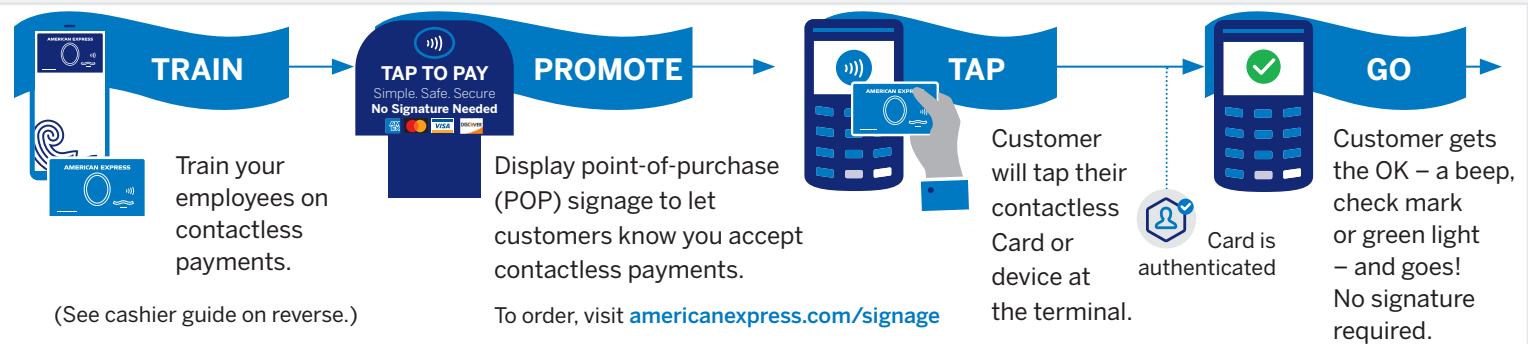 AMERICAN EXPRESS
AMERICAN EXPRESS
TRAIN
Train your
employees on
contactless
payments.
(See cashier guide on reverse.)
TAP TO PAY
Simple. Safe. Secure
No Signature Needed
VISA
DISCOVER
PROMOTE
Display point-of-purchase
(POP) signage to let
customers know you accept
contactless payments.
To order, visit americanexpress.com/signage
AMERICAN EXPRESS
TAP
Customer
will tap their
contactless
Card or
device at
the terminal.
Card is
authenticated
GO
Customer gets
the OK – a beep,
check mark
or green light
– and goes!
No signature
required.